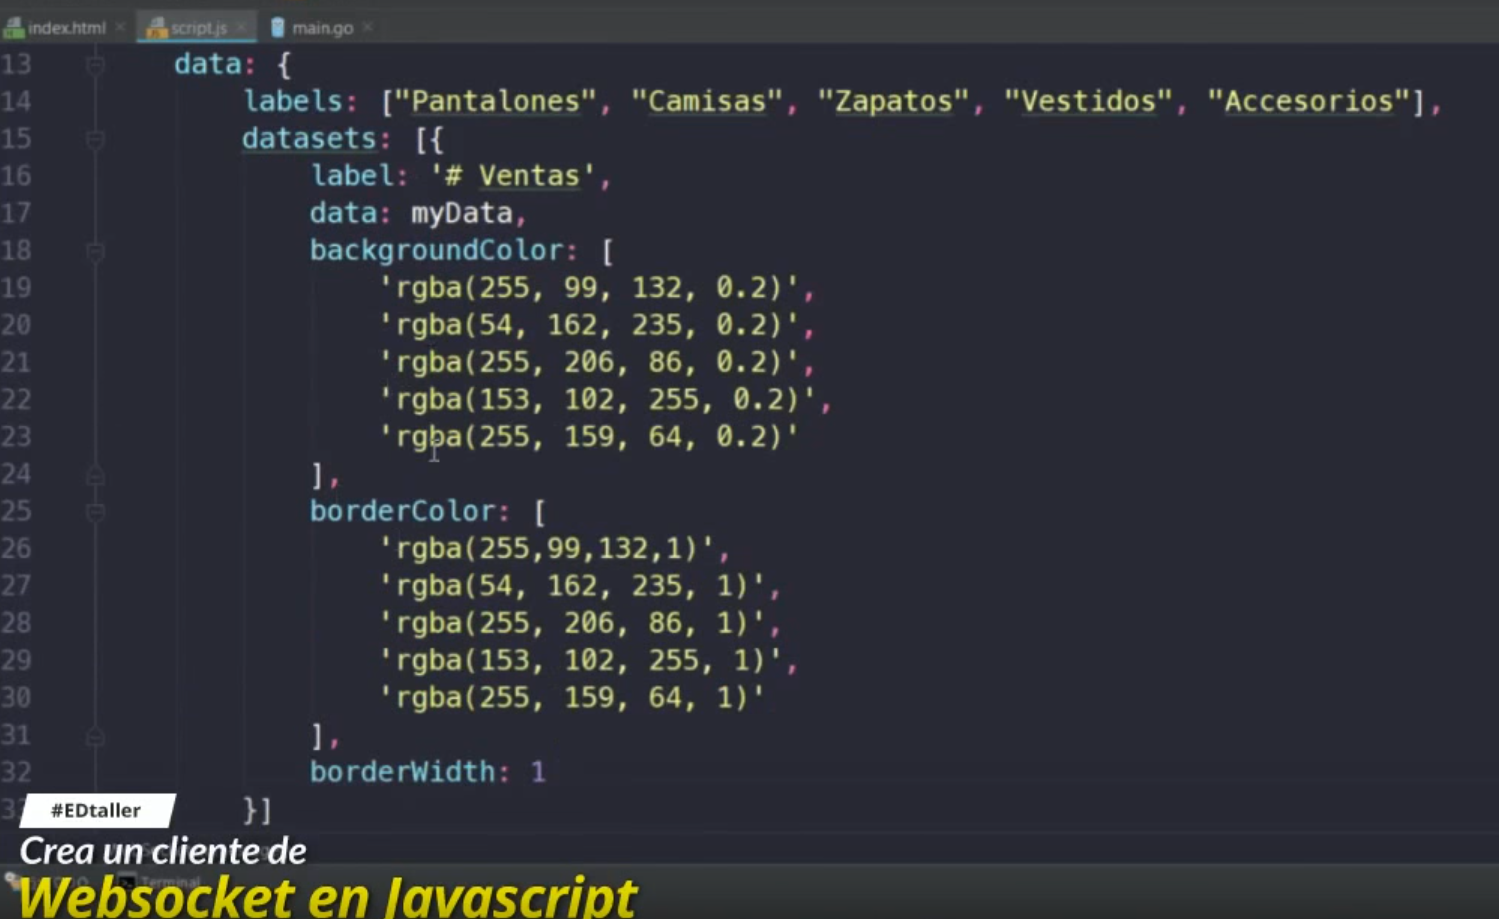 index.html script.js main.go
13 data: {
14 labels: ["Pantalones", "Camisas", "Zapatos", "Vestidos", "Accesorios"],
15 datasets: [{
16 label: '# Ventas',
17 data: myData,
18 backgroundColor: [
19 'rgba(255, 99, 132, 0.2)',
20 'rgba(54, 162, 235, 0.2)',
21 'rgba(255, 206, 86, 0.2)',
22 'rgba(153, 102, 255, 0.2)',
23 'rgba(255, 159, 64, 0.2)'
24 ],
25 borderColor: [
26 'rgba(255,99,132,1)',
27 'rgba(54, 162, 235, 1)',
28 'rgba(255, 206, 86, 1)',
29 'rgba(153, 102, 255, 1)',
30 'rgba(255, 159, 64, 1)'
31 ],
32 borderWidth: 1
}]
#EDtaller
Crea un cliente de
Terminal
Websocket en Javascript